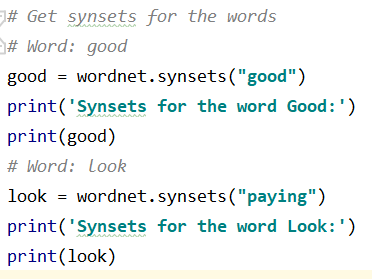 # Get synsets for the words
# Word: good
good = wordnet.synsets("good")
print('Synsets for the word Good:')
print(good)
# Word: look
look = wordnet.synsets("paying")
print('Synsets for the word Look:')
print(look)